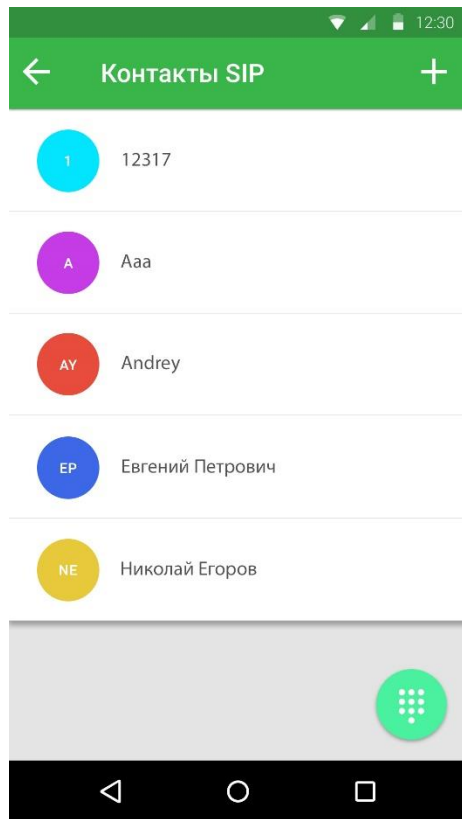 12:30
Контакты SIP
1
12317
A
Aaa
AY
Andrey
EP
Евгений Петрович
NE
Николай Егоров